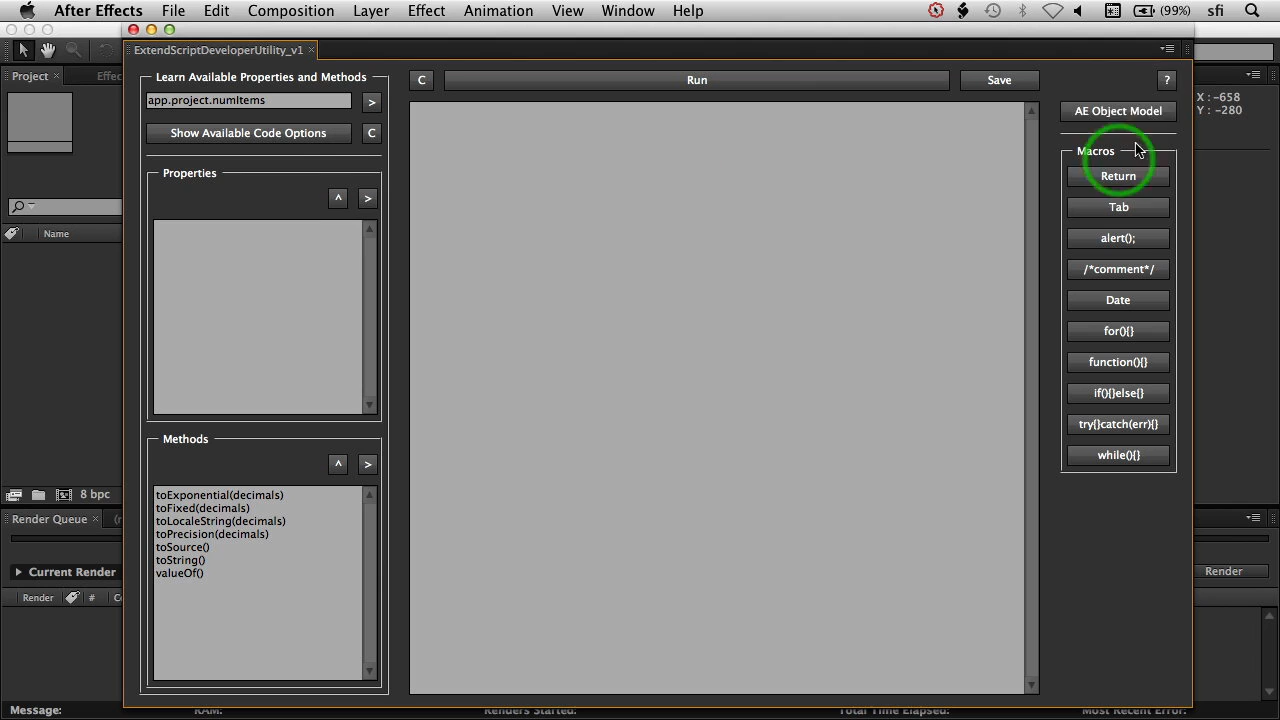 After Effects File Edit Composition Layer Effect Animation View Window Help (99%) sfi
ExtendScriptDeveloperUtility_v1 ×
Project ×
X : -658
Y : -280
Name
8 bpc
Render Queue ×
Current Render
Render
Render #
Message:
RAM:
Renders Started:
Total Time Elapsed:
Most Recent Error:
Learn Available Properties and Methods
app.project.numItems
>
Show Available Code Options
C
Properties
^
>
Methods
^
>
toExponential(decimals)
toFixed(decimals)
toLocaleString(decimals)
toPrecision(decimals)
toSource()
toString()
valueOf()
C
Run
Save
?
AE Object Model
Macros
Return
Tab
alert();
/*comment*/
Date
for(){}
function(){}
if(){}else{}
try{}catch(err){}
while(){}